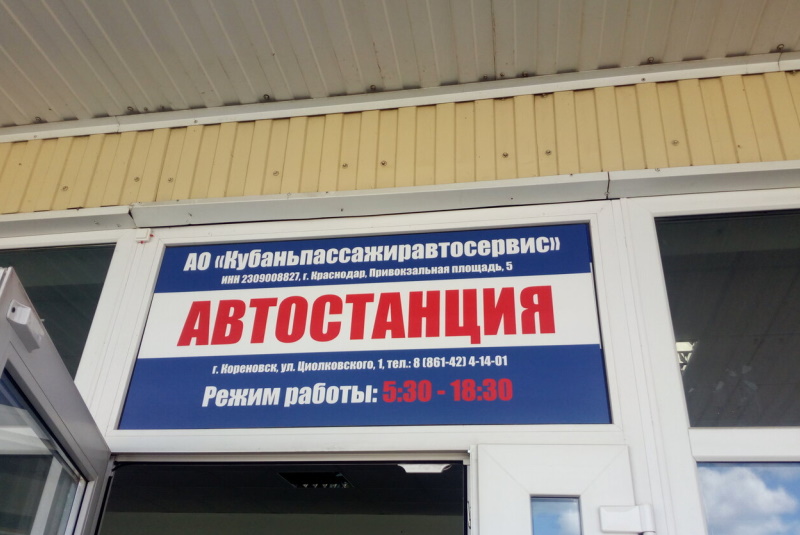 АО «Кубаньпассажиравтосервис»
ИНН 2309008827, г. Краснодар, Привокзальная площадь, 5
АВТОСТАНЦИЯ
г. Кореновск, ул. Циолковского, 1, тел.: 8 (861-42) 4-14-01
Режим работы: 5:30 - 18:30